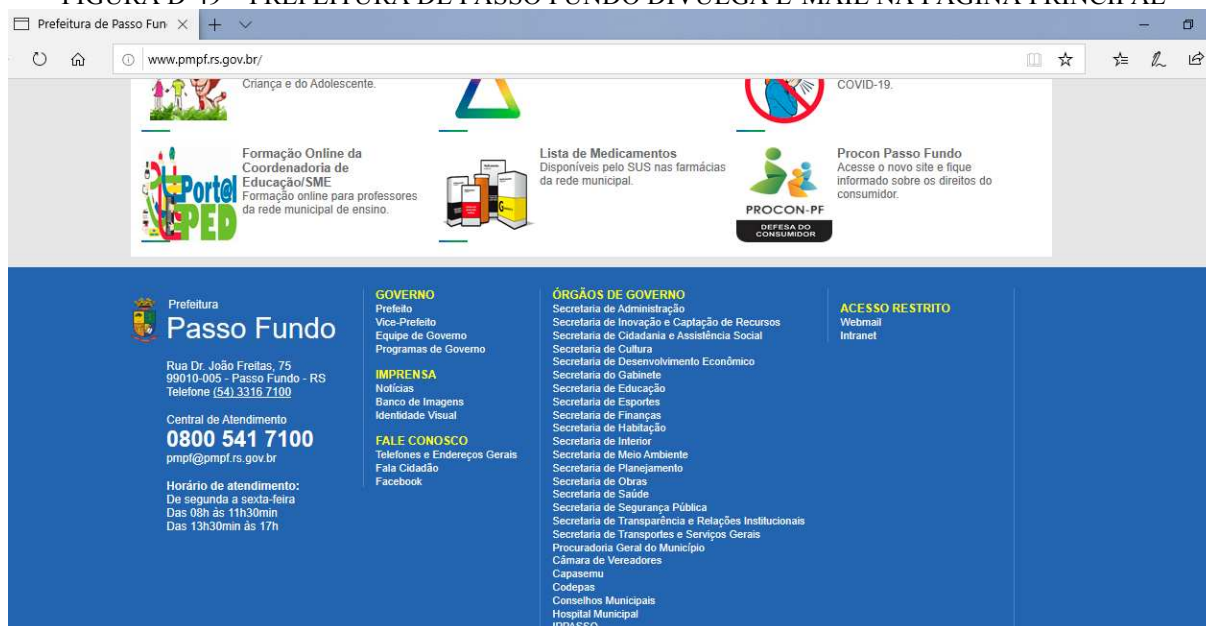 FIGURA D 49 – PREFEITURA DE PASSO FUNDO DIVULGA E-MAIL NA PÁGINA PRINCIPAL
Prefeitura de Passo Fun
www.pmpf.rs.gov.br/
Criança e do Adolescente.
COVID-19.
Portal PED
Formação Online da
Coordenadoria de
Educação/SME
Formação online para professores
da rede municipal de ensino.
Lista de Medicamentos
Disponíveis pelo SUS nas farmácias
da rede municipal.
PROCON-PF
DEFESA DO
CONSUMIDOR
Procon Passo Fundo
Acesse o novo site e fique
informado sobre os direitos do
consumidor.
Prefeitura
Passo Fundo
Rua Dr. João Freitas, 75
99010-005 - Passo Fundo - RS
Telefone (54) 3316 7100
Central de Atendimento
0800 541 7100
pmpf@pmpf.rs.gov.br
Horário de atendimento:
De segunda a sexta-feira
Das 08h às 11h30min
Das 13h30min às 17h
GOVERNO
Prefeito
Vice-Prefeito
Equipe de Governo
Programas de Governo
IMPRENSA
Notícias
Banco de Imagens
Identidade Visual
FALE CONOSCO
Telefones e Endereços Gerais
Fala Cidadão
Facebook
ÓRGÃOS DE GOVERNO
Secretaria de Administração
Secretaria de Inovação e Captação de Recursos
Secretaria de Cidadania e Assistência Social
Secretaria de Cultura
Secretaria de Desenvolvimento Econômico
Secretaria do Gabinete
Secretaria de Educação
Secretaria de Esportes
Secretaria de Finanças
Secretaria de Habitação
Secretaria de Interior
Secretaria de Meio Ambiente
Secretaria de Planejamento
Secretaria de Obras
Secretaria de Saúde
Secretaria de Segurança Pública
Secretaria de Transparência e Relações Institucionais
Secretaria de Transportes e Serviços Gerais
Procuradoria Geral do Município
Câmara de Vereadores
Capasemu
Codepas
Conselhos Municipais
Hospital Municipal
IPPASSO
ACESSO RESTRITO
Webmail
Intranet